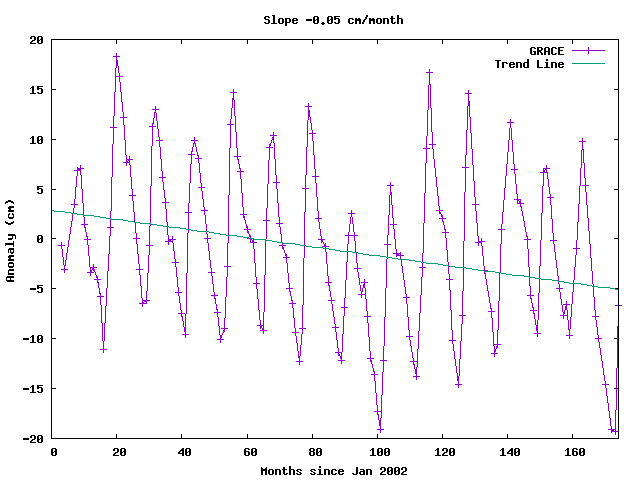 Slope -0.05 cm/month
GRACE
Trend Line
20
15
10
5
0
-5
-10
-15
-20
Anomaly (cm)
0 20 40 60 80 100 120 140 160
Months since Jan 2002